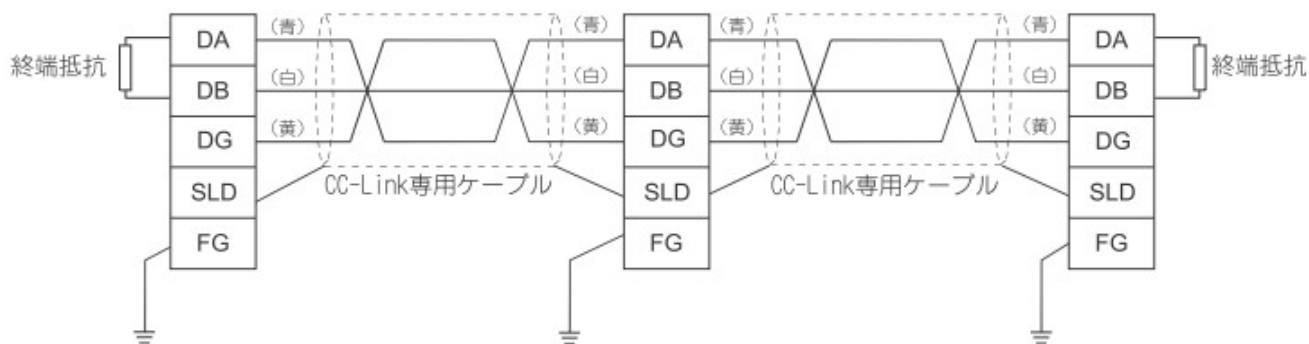 DA (青) (青) DA (青) (青) DA
終端抵抗 終端抵抗
DB (白) (白) DB (白) (白) DB
DG (黄) (黄) DG (黄) (黄) DG
CC-Link専用ケーブル CC-Link専用ケーブル
SLD SLD SLD
FG FG FG